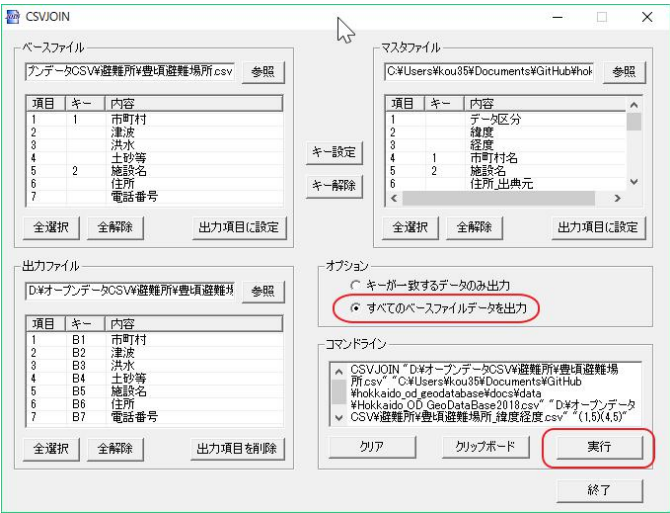 CSVJOIN
ベースファイル
プンデータCSV¥避難所¥豊頃避難場所.csv 参照
項目 キー 内容
1 1 市町村
2 津波
3 洪水
4 土砂等
5 2 施設名
6 住所
7 電話番号
全選択 全解除 出力項目に設定
キー設定
キー解除
マスタファイル
C:¥Users¥kou35¥Documents¥GitHub¥hok 参照
項目 キー 内容
1 データ区分
2 緯度
3 経度
4 1 市町村名
5 2 施設名
6 住所_出典元
全選択 全解除 出力項目に設定
出力ファイル
D:¥オープンデータCSV¥避難所¥豊頃避難場 参照
項目 キー 内容
1 B1 市町村
2 B2 津波
3 B3 洪水
4 B4 土砂等
5 B5 施設名
6 B6 住所
7 B7 電話番号
全選択 全解除 出力項目を削除
オプション
キーが一致するデータのみ出力
すべてのベースファイルデータを出力
コマンドライン
CSVJOIN "D:¥オープンデータCSV¥避難所¥豊頃避難場
所.csv" "C:¥Users¥kou35¥Documents¥GitHub
¥hokkaido_od_geodatabase¥docs¥data
¥Hokkaido_OD_GeoDataBase2018.csv" "D:¥オープンデータ
CSV¥避難所¥豊頃避難場所_緯度経度.csv" "(1,5)(4,5)"
クリア クリップボード 実行
終了